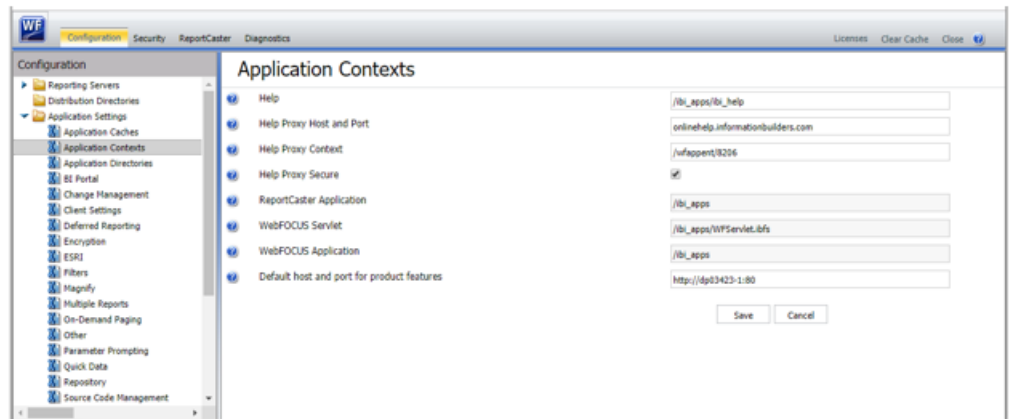 WF
Configuration Security ReportCaster Diagnostics Licenses Clear Cache Close
Configuration
Reporting Servers
Distribution Directories
Application Settings
Application Caches
Application Contexts
Application Directories
BI Portal
Change Management
Client Settings
Deferred Reporting
Encryption
ESRI
Filters
Magnify
Multiple Reports
On-Demand Paging
Other
Parameter Prompting
Quick Data
Repository
Source Code Management
Application Contexts
Help /ibi_apps/ibi_help
Help Proxy Host and Port onlinehelp.informationbuilders.com
Help Proxy Context /wfappent/8206
Help Proxy Secure
ReportCaster Application /ibi_apps
WebFOCUS Servlet /ibi_apps/WFServlet.ibfs
WebFOCUS Application /ibi_apps
Default host and port for product features http://dp03423-1:80
Save Cancel